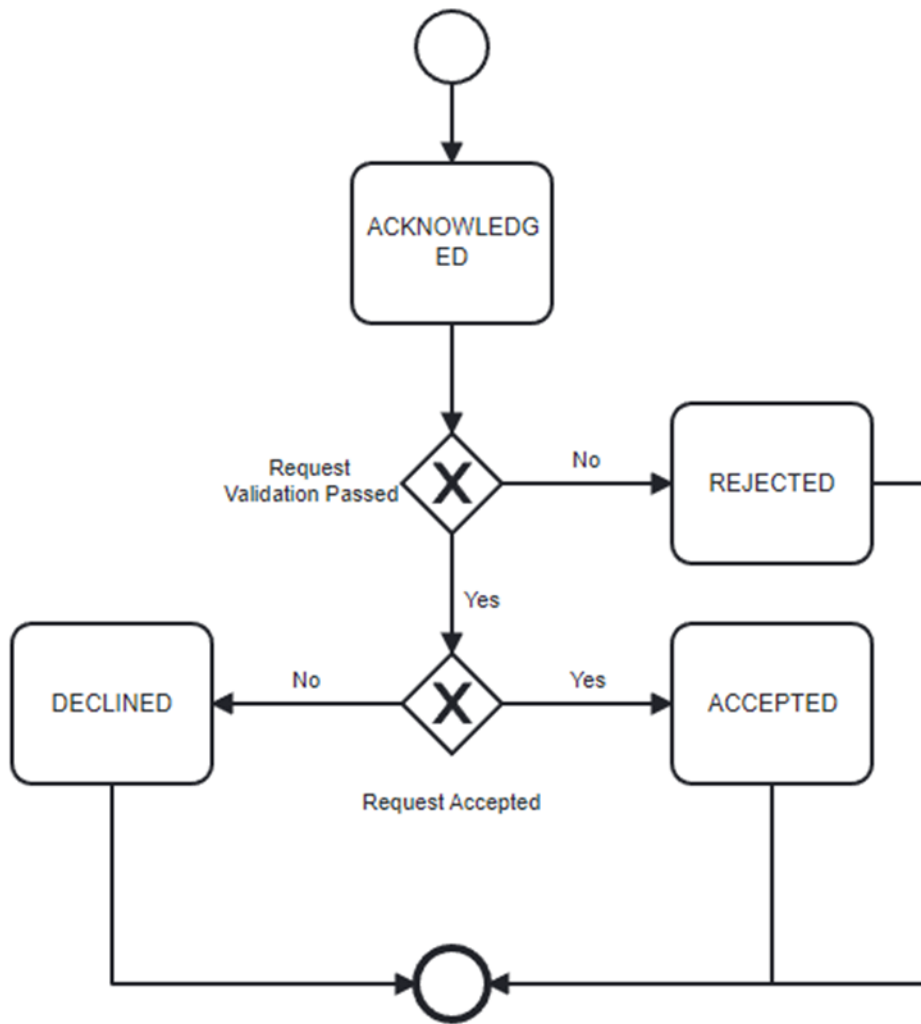 ACKNOWLEDG
ED
Request
Validation Passed
X
No
REJECTED
Yes
DECLINED
No
X
Yes
ACCEPTED
Request Accepted